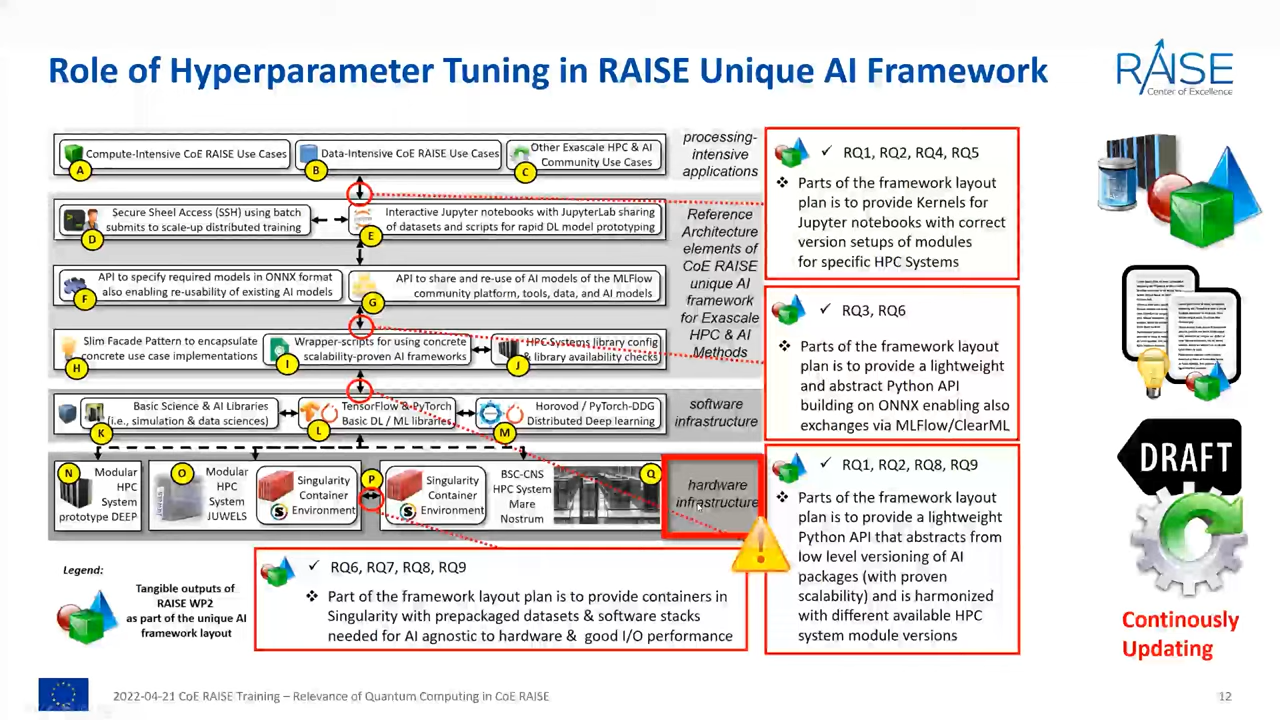 Role of Hyperparameter Tuning in RAISE Unique AI Framework
RAISE
Center of Excellence
Compute-Intensive CoE RAISE Use Cases
A
Data-Intensive CoE RAISE Use Cases
B
Other Exascale HPC & AI
Community Use Cases
C
processing-
intensive
applications
Secure Sheel Access (SSH) using batch
submits to scale-up distributed training
D
Interactive Jupyter notebooks with JupyterLab sharing
of datasets and scripts for rapid DL model prototyping
E
API to specify required models in ONNX format
also enabling re-usability of existing AI models
F
API to share and re-use of AI models of the MLFlow
community platform, tools, data, and AI models
G
Slim Facade Pattern to encapsulate
concrete use case implementations
H
Wrapper-scripts for using concrete
scalability-proven AI frameworks
I
HPC-Systems library config
& library availability checks
J
Reference
Architecture
elements of
CoE RAISE
unique AI
framework
for Exascale
HPC & AI
Methods
Basic Science & AI Libraries
(i.e., simulation & data sciences)
K
TensorFlow & PyTorch
Basic DL / ML libraries
L
Horovod / PyTorch-DDG
Distributed Deep learning
M
software
infrastructure
N
Modular
HPC
System
prototype DEEP
O
Modular
HPC
System
JUWELS
Singularity
Container
Environment
S
P
Singularity
Container
Environment
S
BSC-CNS
HPC System
Mare
Nostrum
Q
hardware
infrastructure
✓ RQ1, RQ2, RQ4, RQ5
❖ Parts of the framework layout
plan is to provide Kernels for
Jupyter notebooks with correct
version setups of modules
for specific HPC Systems
✓ RQ3, RQ6
❖ Parts of the framework layout
plan is to provide a lightweight
and abstract Python API
building on ONNX enabling also
exchanges via MLFlow/ClearML
✓ RQ1, RQ2, RQ8, RQ9
❖ Parts of the framework layout
plan is to provide a lightweight
Python API that abstracts from
low level versioning of AI
packages (with proven
scalability) and is harmonized
with different available HPC
system module versions
✓ RQ6, RQ7, RQ8, RQ9
❖ Part of the framework layout plan is to provide containers in
Singularity with prepackaged datasets & software stacks
needed for AI agnostic to hardware & good I/O performance
Legend:
Tangible outputs of
RAISE WP2
as part of the unique AI
framework layout
DRAFT
Continously
Updating
2022-04-21 CoE RAISE Training – Relevance of Quantum Computing in CoE RAISE
12